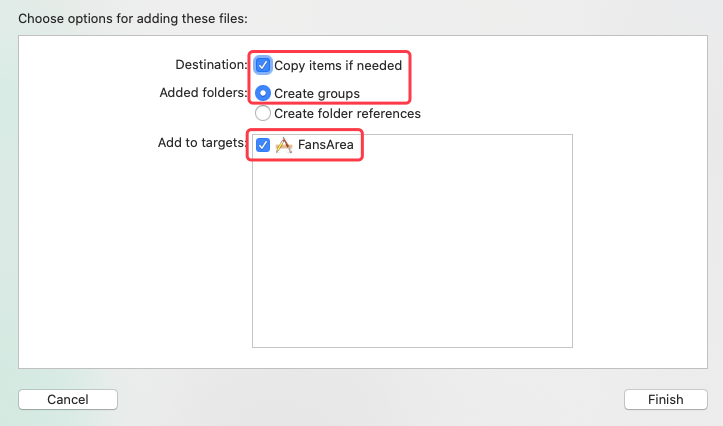 Choose options for adding these files:
Destination: Copy items if needed
Added folders: Create groups
Create folder references
Add to targets: FansArea
Cancel Finish